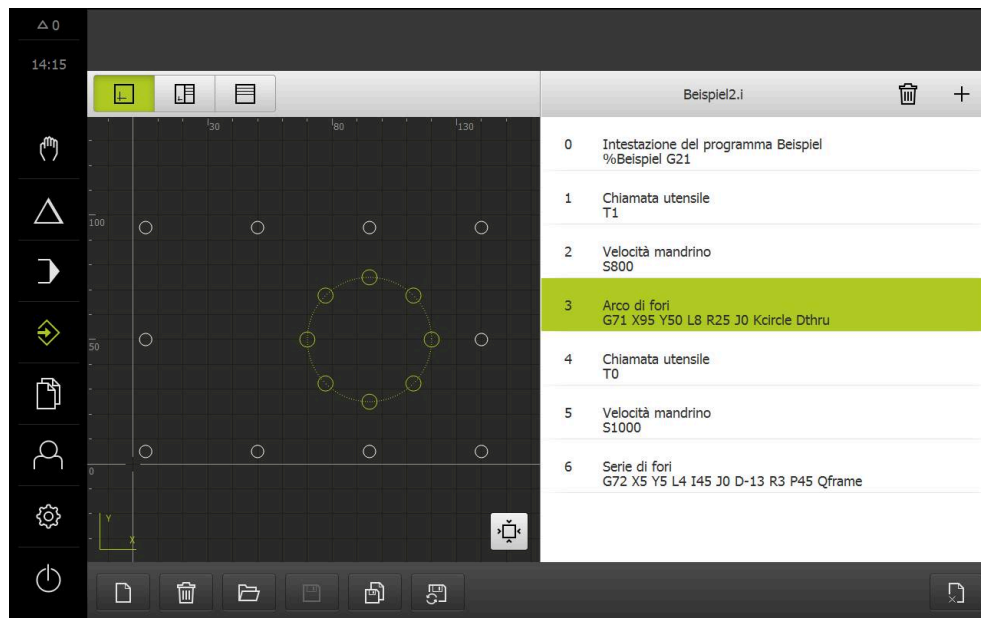 0
14:15
Beispiel2.i
30
80
130
100
50
0
Y
X
0 Intestazione del programma Beispiel
%Beispiel G21
1 Chiamata utensile
T1
2 Velocità mandrino
S800
3 Arco di fori
G71 X95 Y50 L8 R25 J0 Kcircle Dthru
4 Chiamata utensile
T0
5 Velocità mandrino
S1000
6 Serie di fori
G72 X5 Y5 L4 I45 J0 D-13 R3 P45 Qframe